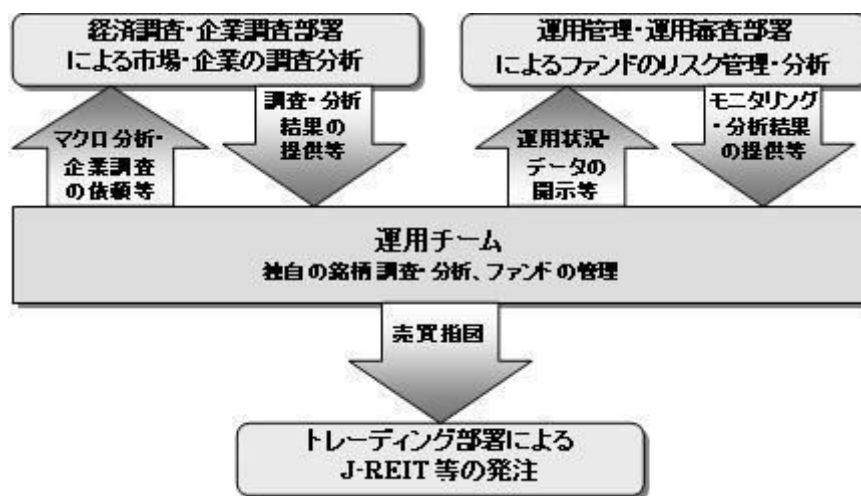 経済調査・企業調査部署
による市場・企業の調査分析
運用管理・運用審査部署
によるファンドのリスク管理・分析
マクロ分析・
企業調査
の依頼等
調査・分析
結果の
提供等
運用状況・
データの
開示等
モニタリング
・分析結果
の提供等
運用チーム
独自の銘柄調査・分析、ファンドの管理
売買指図
トレーディング部署による
J-REIT等の発注